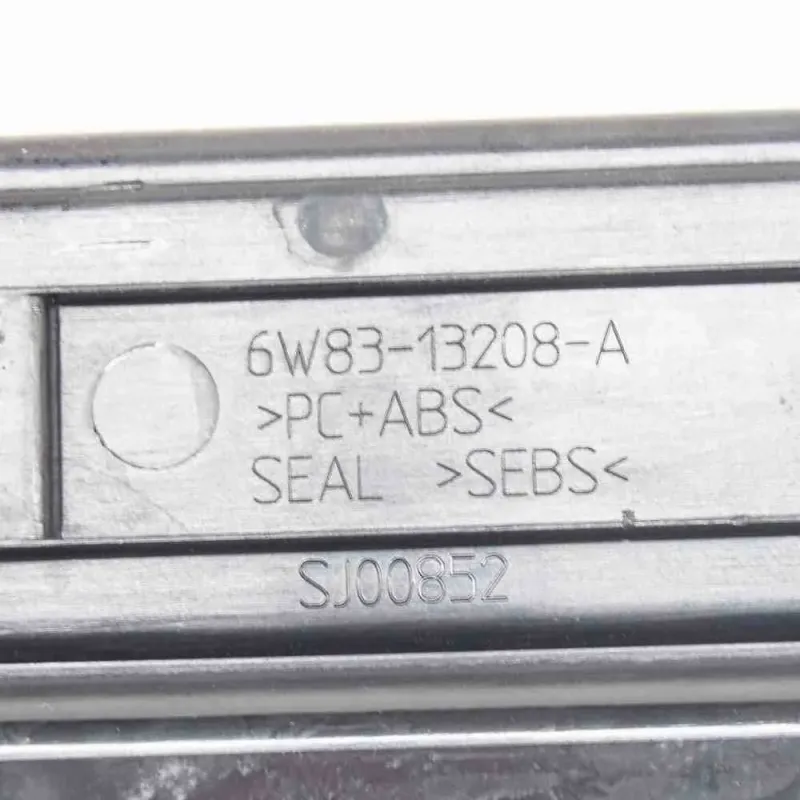 6W83-13208-A
>PC+ABS<
SEAL >SEBS<
SJ00852